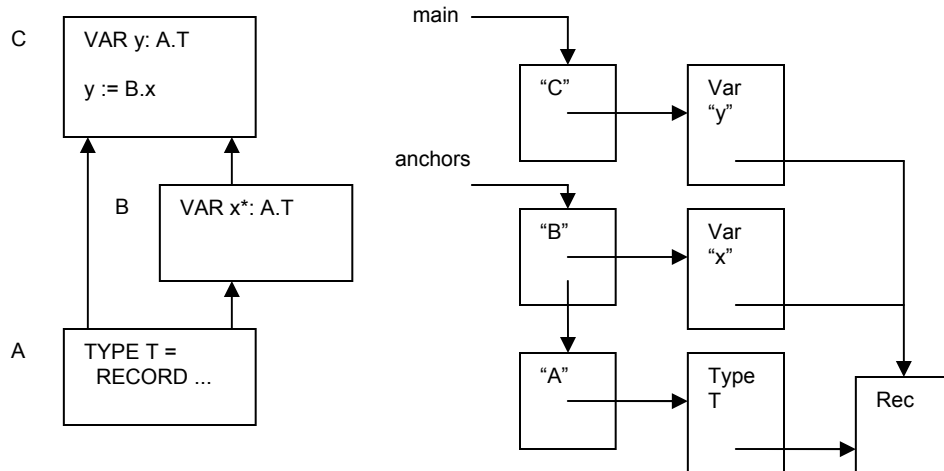 C
VAR y: A.T
y := B.x
B
VAR x*: A.T
A
TYPE T =
RECORD ...
main
“C”
Var
“y”
anchors
“B”
Var
“x”
“A”
Type
T
Rec